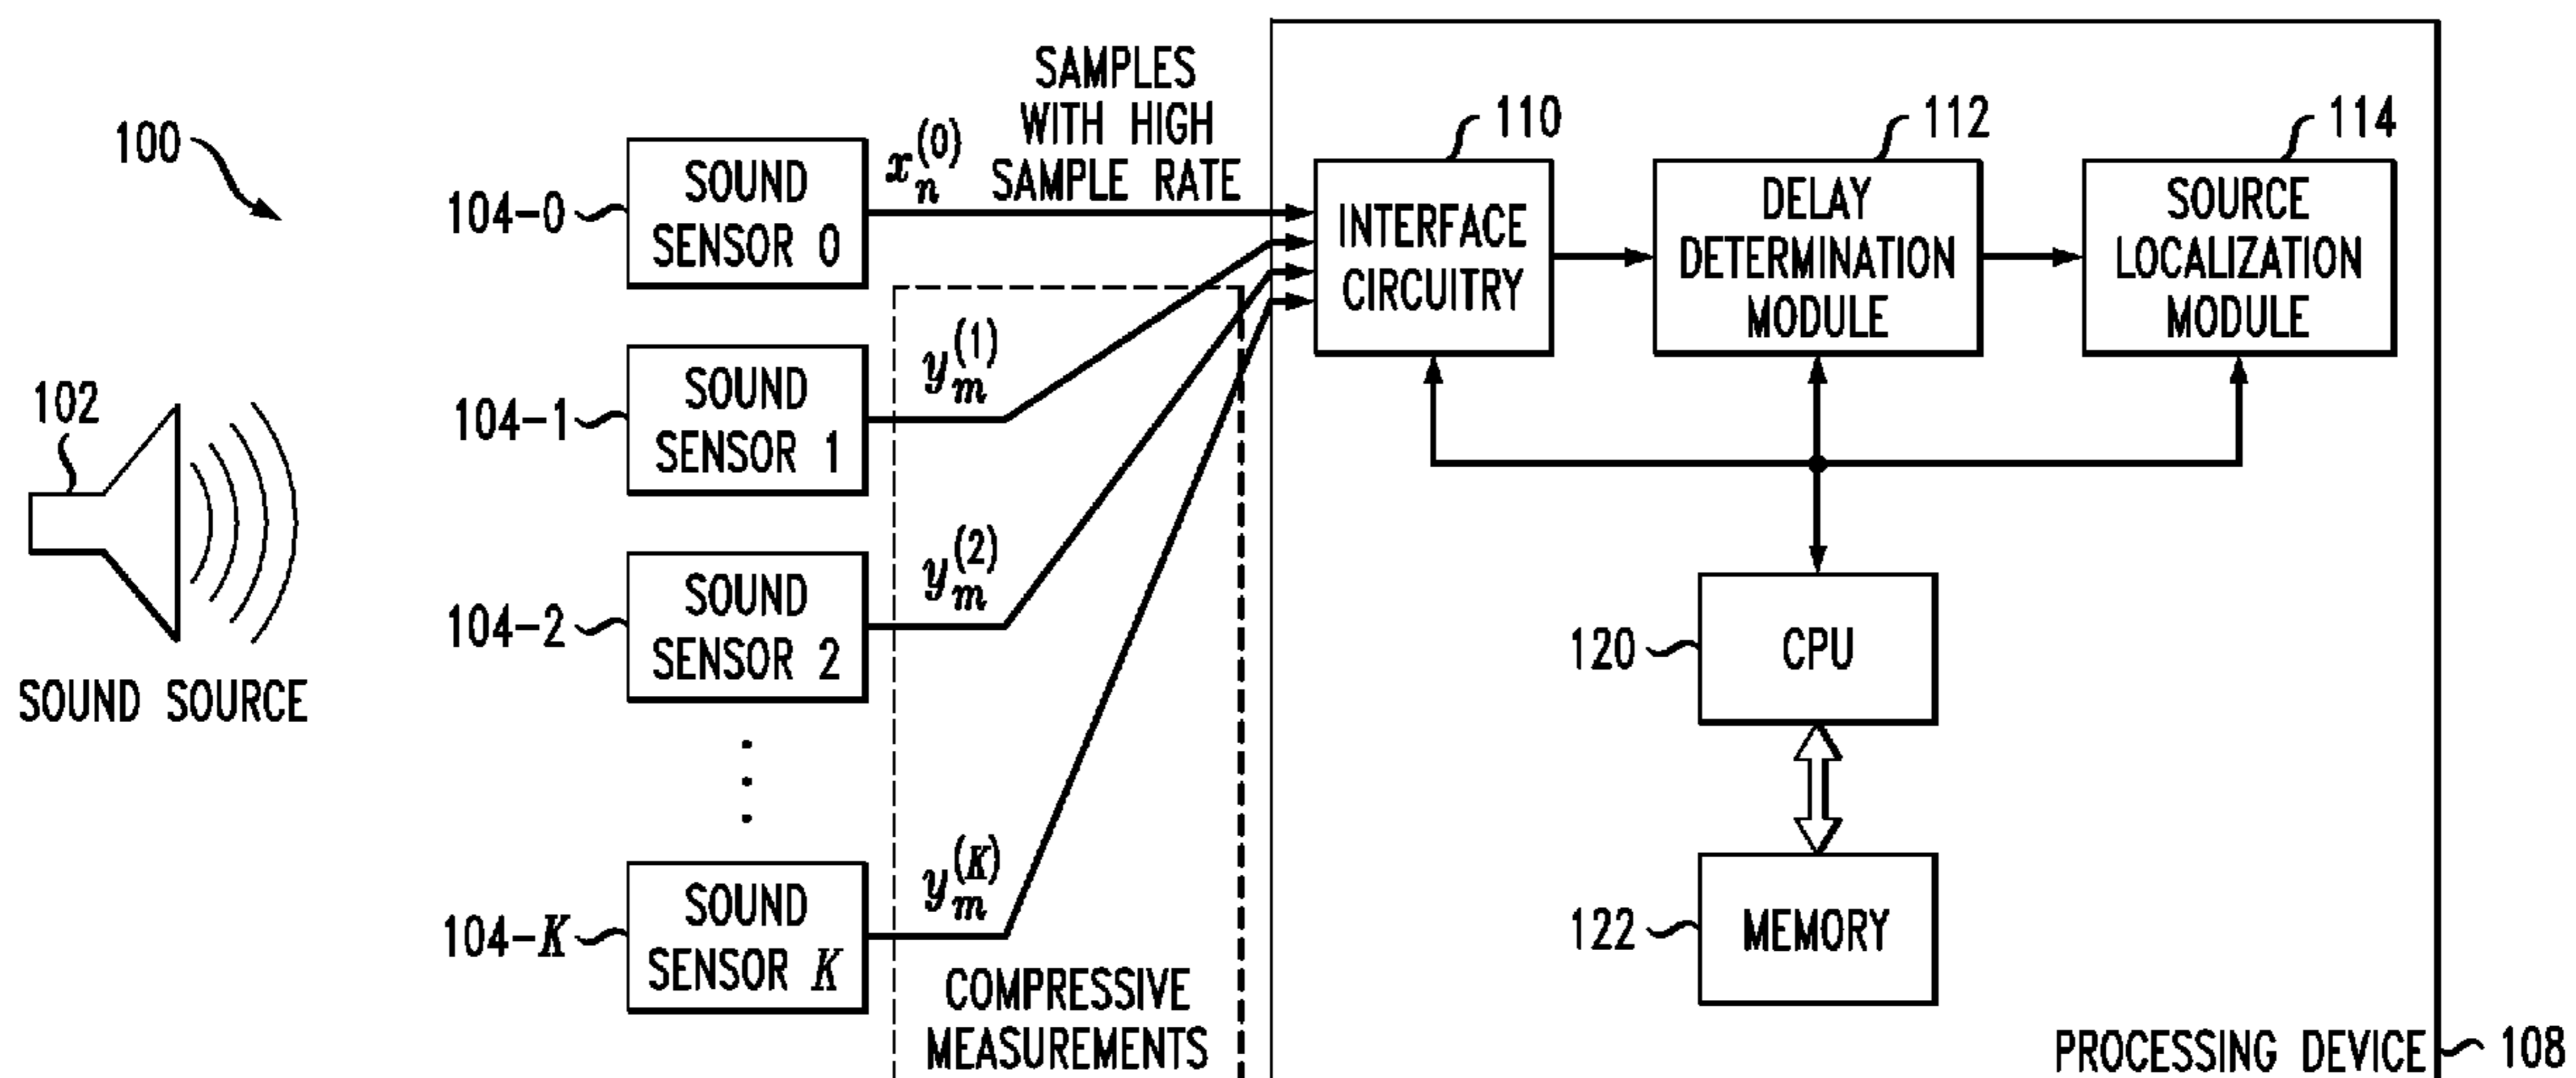 100
102
SOUND SOURCE
104-0
SOUND
SENSOR 0
x_n^{(0)}
SAMPLES
WITH HIGH
SAMPLE RATE
104-1
SOUND
SENSOR 1
y_m^{(1)}
104-2
SOUND
SENSOR 2
y_m^{(2)}
104-K
SOUND
SENSOR K
y_m^{(K)}
COMPRESSIVE
MEASUREMENTS
110
INTERFACE
CIRCUITRY
112
DELAY
DETERMINATION
MODULE
114
SOURCE
LOCALIZATION
MODULE
120
CPU
122
MEMORY
PROCESSING DEVICE
108